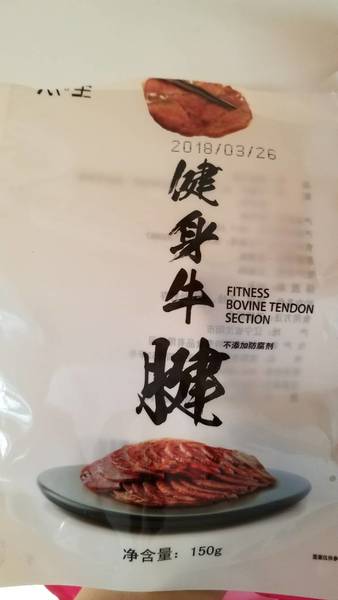 2018/03/26
健身牛腱
FITNESS
BOVINE TENDON
SECTION
不添加防腐剂
净含量：150g